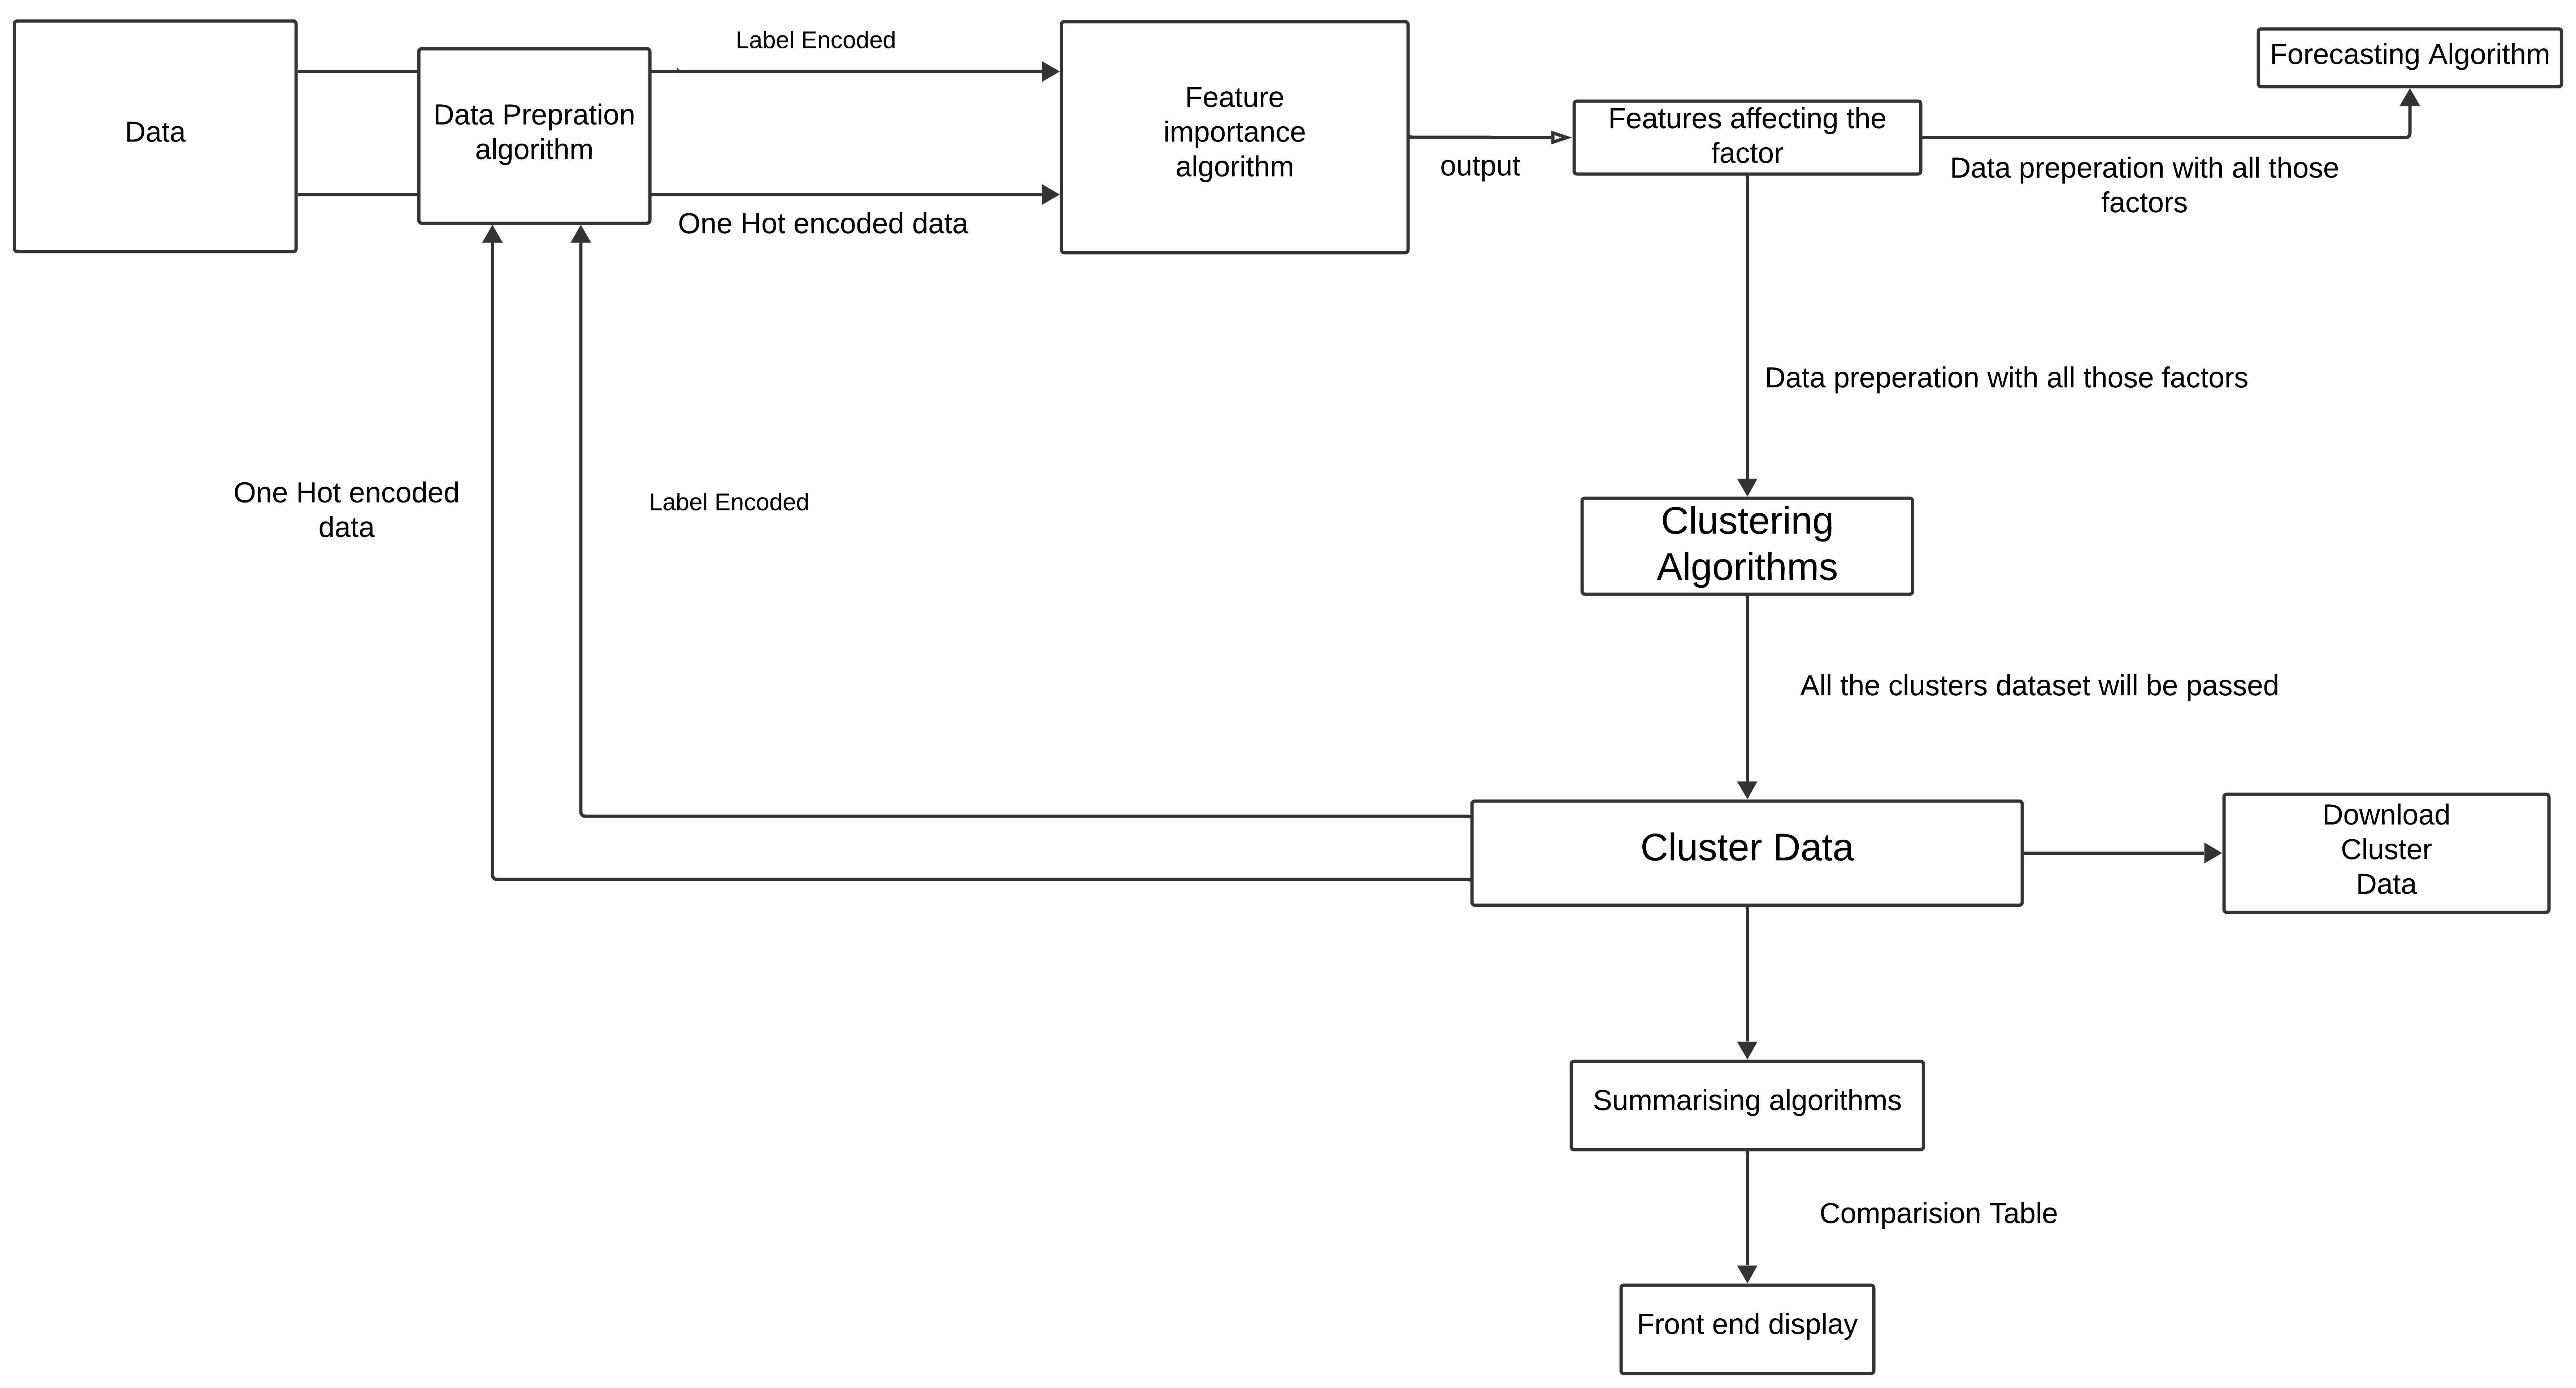 Data
Data Prepration
algorithm
Label Encoded
One Hot encoded data
Feature
importance
algorithm
output
Features affecting the
factor
Forecasting Algorithm
Data preperation with all those
factors
Data preperation with all those factors
One Hot encoded
data
Label Encoded
Clustering
Algorithms
All the clusters dataset will be passed
Cluster Data
Download
Cluster
Data
Summarising algorithms
Comparision Table
Front end display